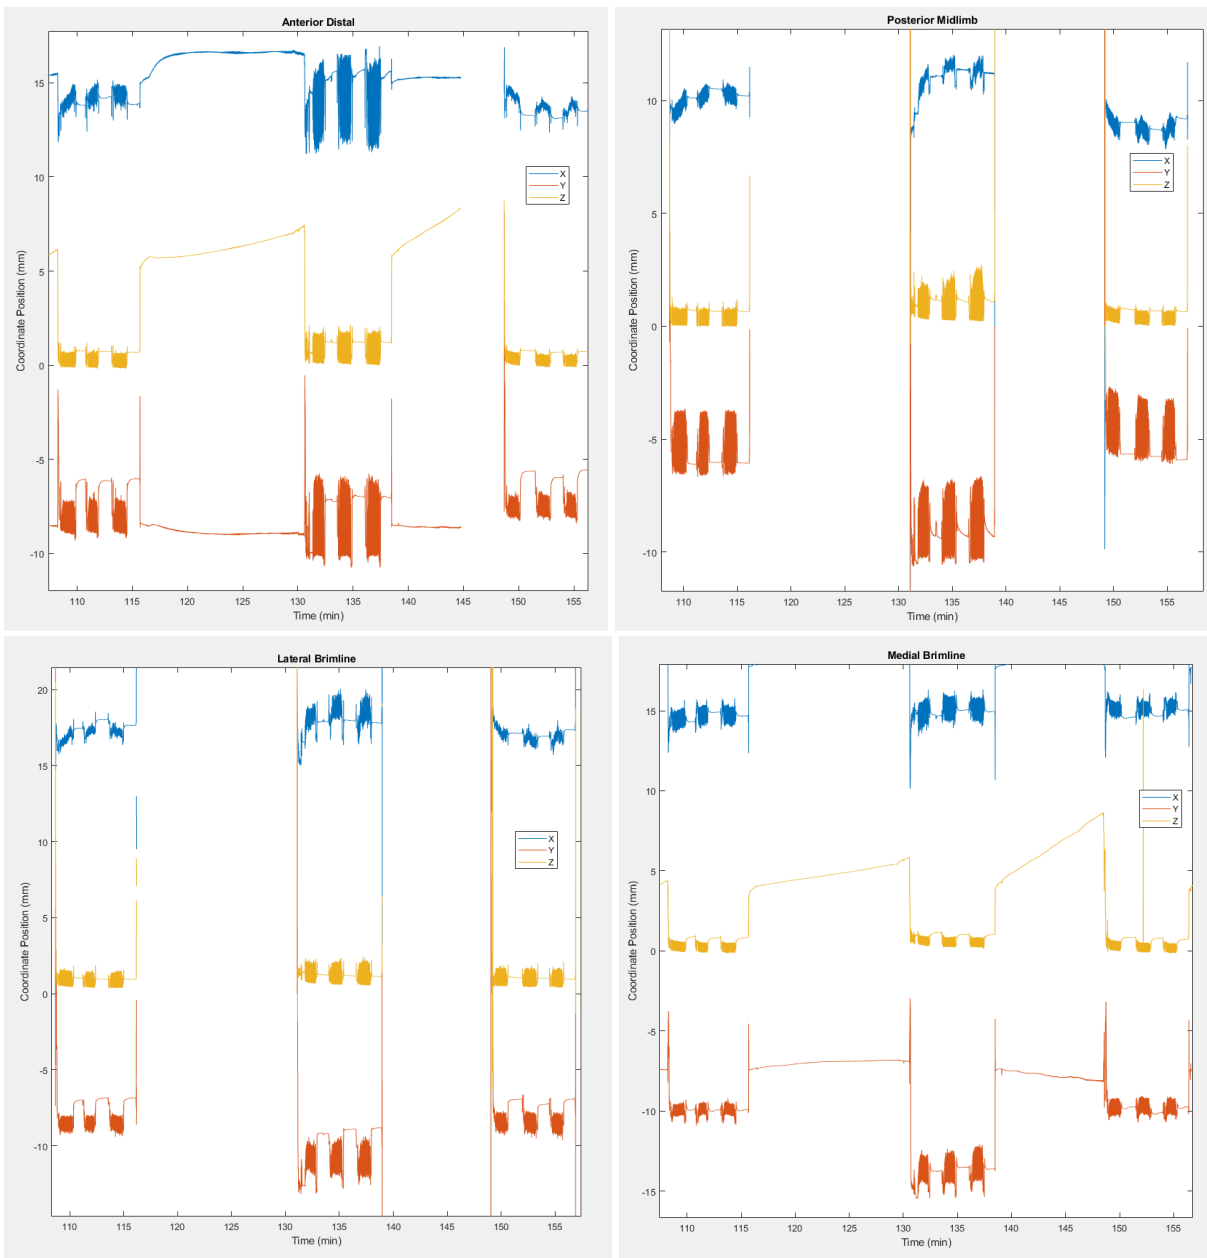 Anterior Distal
15
10
5
0
-5
-10
Coordinate Position (mm)
X
Y
Z
110 115 120 125 130 135 140 145 150 155
Time (min)
Posterior Midlimb
10
5
0
-5
-10
Coordinate Position (mm)
X
Y
Z
110 115 120 125 130 135 140 145 150 155
Time (min)
Lateral Brimline
20
15
10
5
0
-5
-10
Coordinate Position (mm)
X
Y
Z
110 115 120 125 130 135 140 145 150 155
Time (min)
Medial Brimline
15
10
5
0
-5
-10
-15
Coordinate Position (mm)
X
Y
Z
110 115 120 125 130 135 140 145 150 155
Time (min)